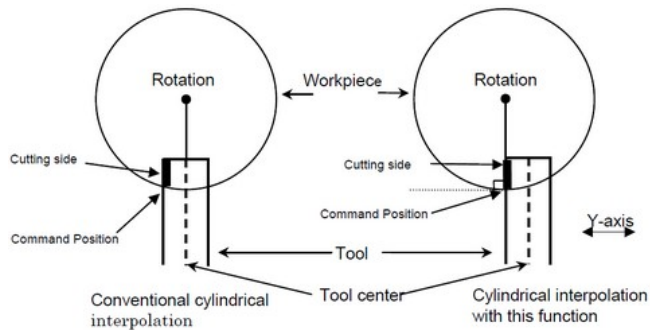 Rotation
Workpiece
Rotation
Cutting side
Cutting side
Command Position
Command Position
Y-axis
Tool
Tool center
Conventional cylindrical
interpolation
Cylindrical interpolation
with this function